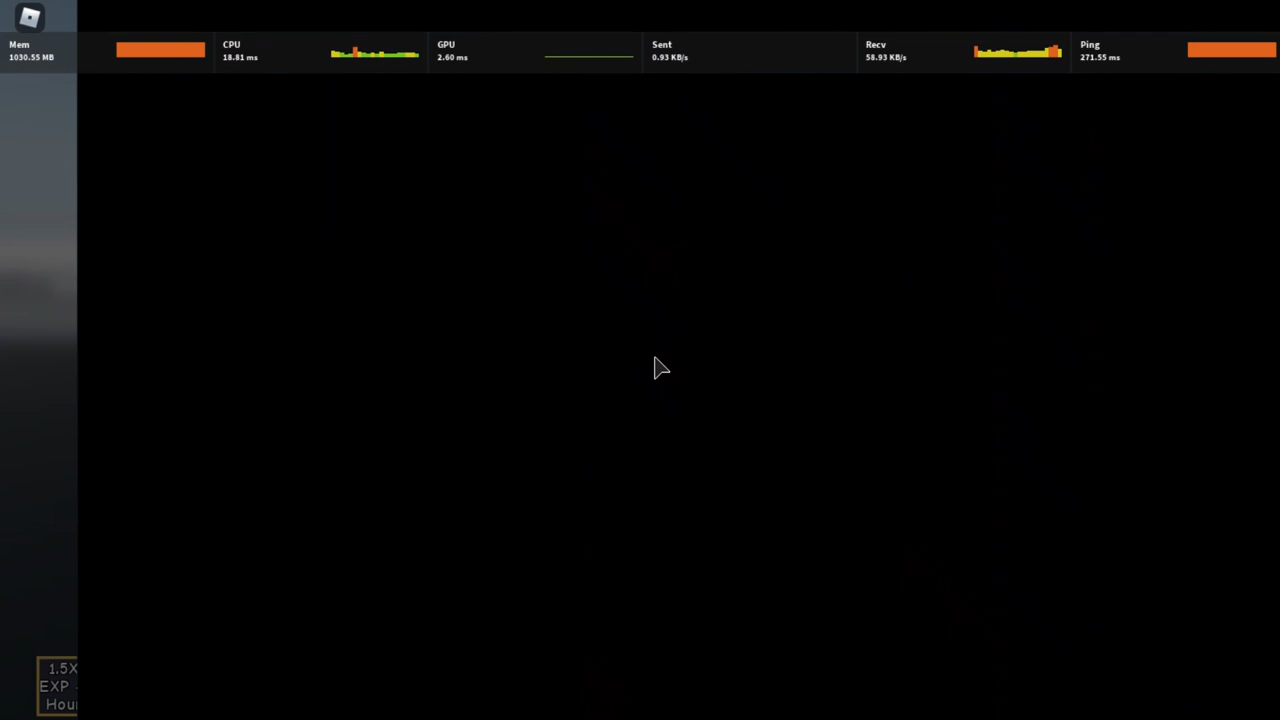 Mem CPU GPU Sent Recv Ping
1030.55 MB 18.81 ms 2.60 ms 0.93 KB/s 58.93 KB/s 271.55 ms
1.5X
EXP
Hour